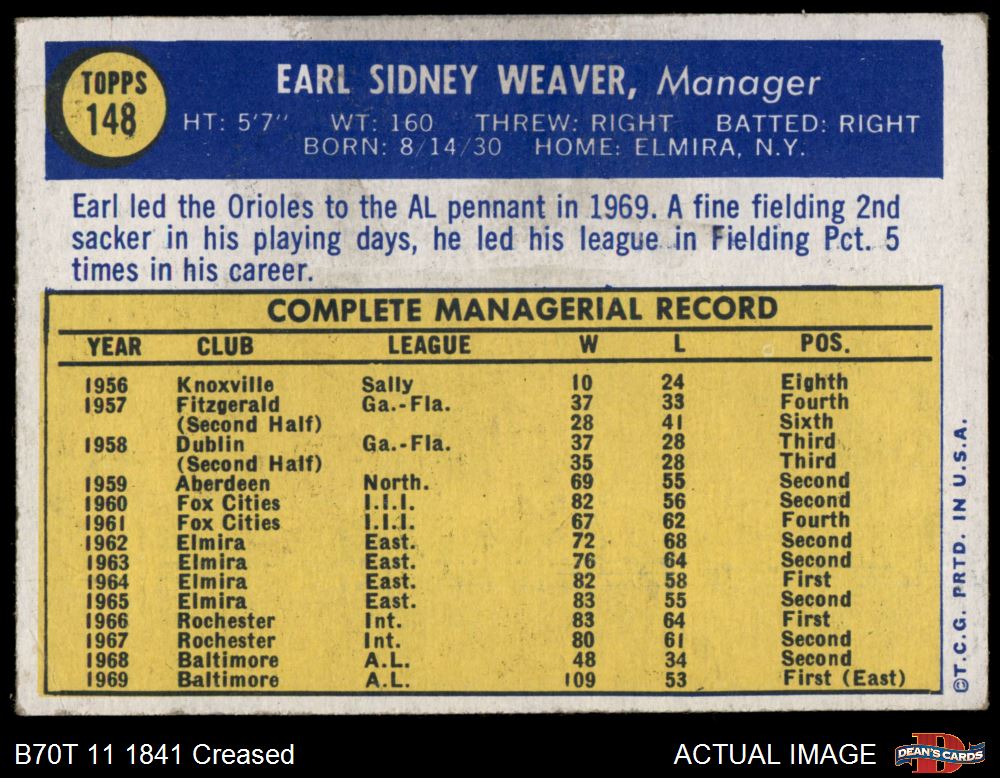 TOPPS
148
EARL SIDNEY WEAVER, Manager
HT: 5'7" WT: 160 THREW: RIGHT BATTED: RIGHT
BORN: 8/14/30 HOME: ELMIRA, N.Y.
Earl led the Orioles to the AL pennant in 1969. A fine fielding 2nd
sacker in his playing days, he led his league in Fielding Pct. 5
times in his career.
COMPLETE MANAGERIAL RECORD
YEAR CLUB LEAGUE W L POS.
1956 Knoxville Sally 10 24 Eighth
1957 Fitzgerald Ga.-Fla. 37 33 Fourth
(Second Half) 28 41 Sixth
1958 Dublin Ga.-Fla. 37 28 Third
(Second Half) 35 28 Third
1959 Aberdeen North. 69 55 Second
1960 Fox Cities I.I.I. 82 56 Second
1961 Fox Cities I.I.I. 67 62 Fourth
1962 Elmira East. 72 68 Second
1963 Elmira East. 76 64 Second
1964 Elmira East. 82 58 First
1965 Elmira East. 83 55 Second
1966 Rochester Int. 83 64 First
1967 Rochester Int. 80 61 Second
1968 Baltimore A.L. 48 34 Second
1969 Baltimore A.L. 109 53 First (East)
©T.C.G. PRTD. IN U.S.A.
B70T 11 1841 Creased
ACTUAL IMAGE
DEAN'S CARDS